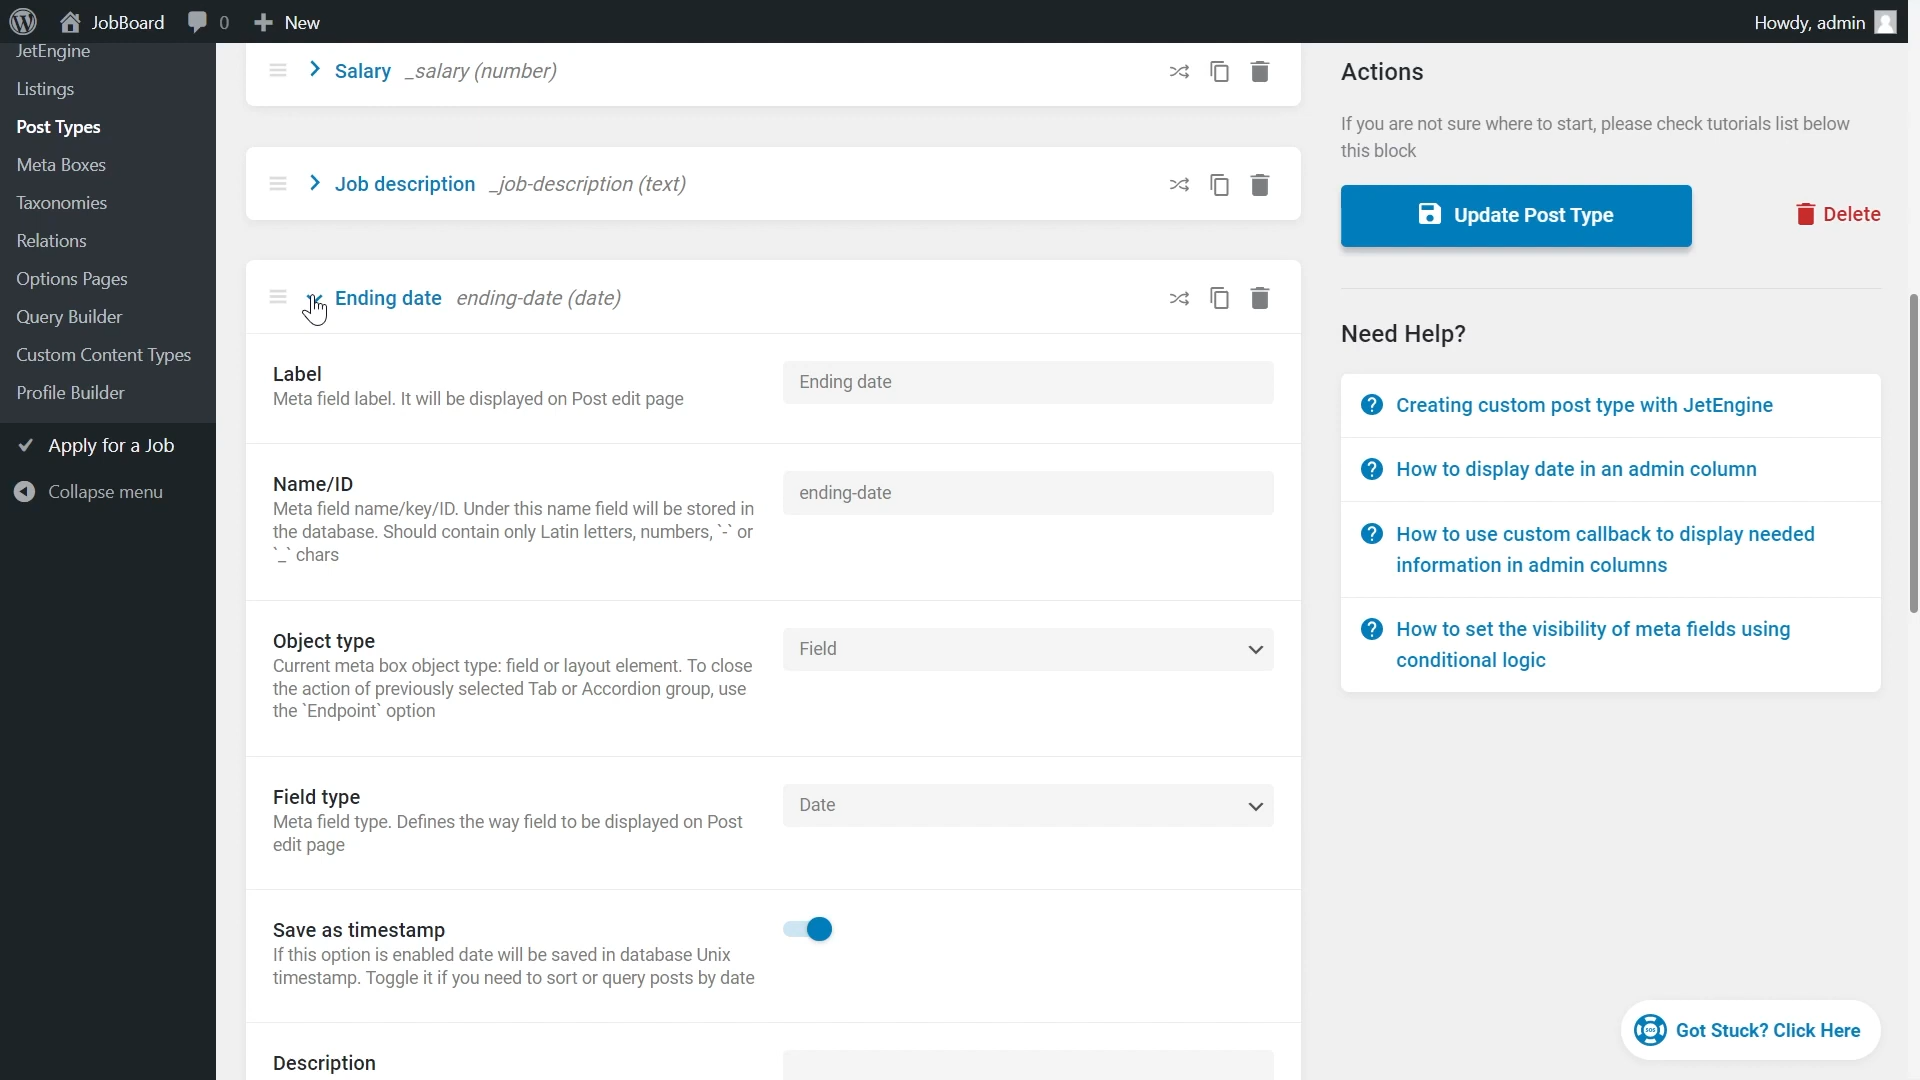 JobBoard 0 New Howdy, admin
JetEngine
Listings
Post Types
Meta Boxes
Taxonomies
Relations
Options Pages
Query Builder
Custom Content Types
Profile Builder
Apply for a Job
Collapse menu
Salary _salary (number)
Job description _job-description (text)
Ending date ending-date (date)
Label
Meta field label. It will be displayed on Post edit page
Ending date
Name/ID
Meta field name/key/ID. Under this name field will be stored in
the database. Should contain only Latin letters, numbers, `-` or
`_` chars
ending-date
Object type
Current meta box object type: field or layout element. To close
the action of previously selected Tab or Accordion group, use
the `Endpoint` option
Field
Field type
Meta field type. Defines the way field to be displayed on Post
edit page
Date
Save as timestamp
If this option is enabled date will be saved in database Unix
timestamp. Toggle it if you need to sort or query posts by date
Description
Actions
If you are not sure where to start, please check tutorials list below
this block
Update Post Type
Delete
Need Help?
Creating custom post type with JetEngine
How to display date in an admin column
How to use custom callback to display needed
information in admin columns
How to set the visibility of meta fields using
conditional logic
Got Stuck? Click Here